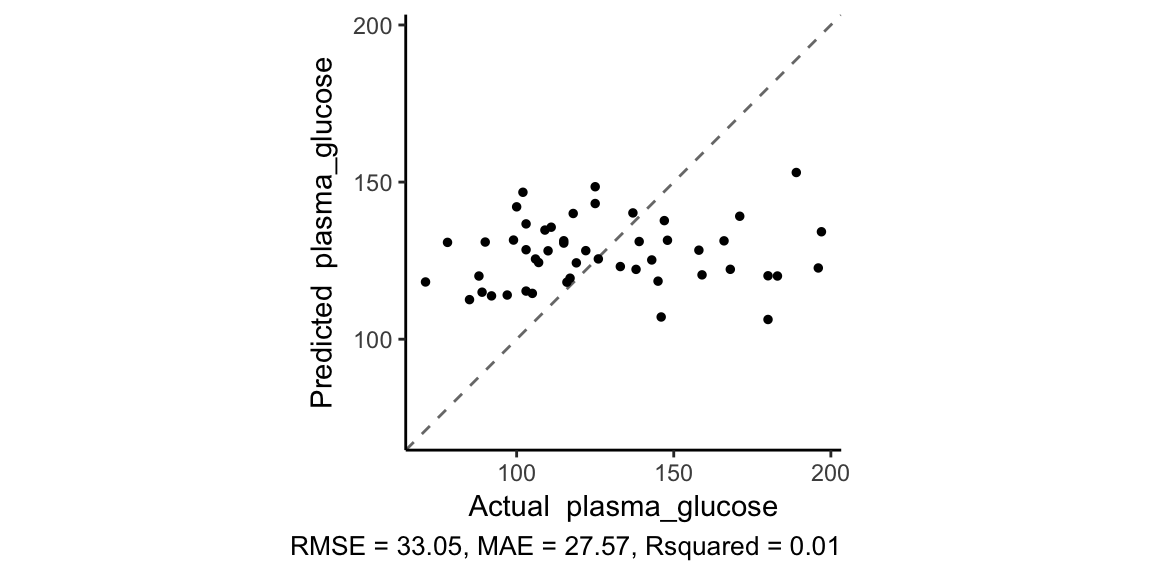 200
150
100
Predicted plasma_glucose
100 150 200
Actual plasma_glucose
RMSE = 33.05, MAE = 27.57, Rsquared = 0.01